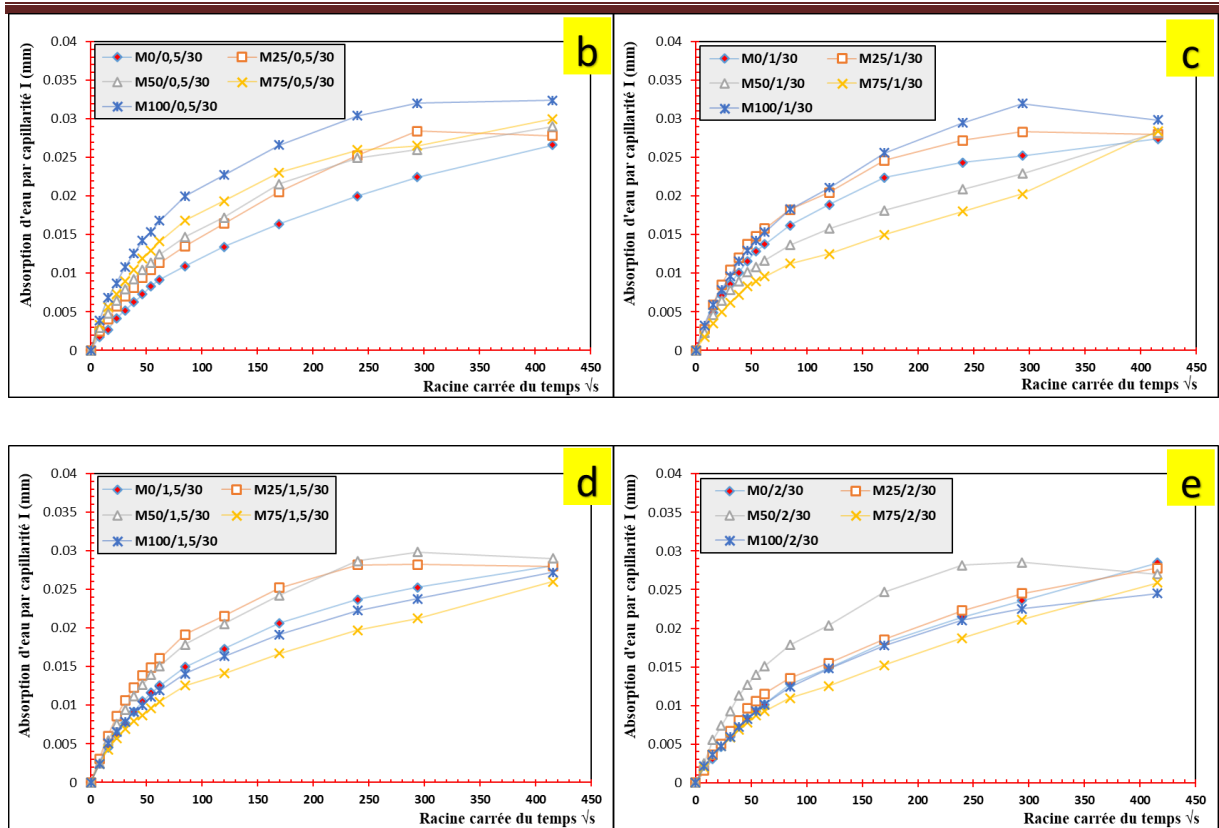 b
M0/0,5/30
M25/0,5/30
M50/0,5/30
M75/0,5/30
M100/0,5/30
Absorption d'eau par capillarité I (mm)
0.04
0.035
0.03
0.025
0.02
0.015
0.01
0.005
0
0 50 100 150 200 250 300 350 400 450
Racine carrée du temps √s
c
M0/1/30
M25/1/30
M50/1/30
M75/1/30
M100/1/30
Absorption d'eau par capillarité I (mm)
0.04
0.035
0.03
0.025
0.02
0.015
0.01
0.005
0
0 50 100 150 200 250 300 350 400 450
Racine carrée du temps √s
d
M0/1,5/30
M25/1,5/30
M50/1,5/30
M75/1,5/30
M100/1,5/30
Absorption d'eau par capillarité I (mm)
0.04
0.035
0.03
0.025
0.02
0.015
0.01
0.005
0
0 50 100 150 200 250 300 350 400 450
Racine carrée du temps √s
e
M0/2/30
M25/2/30
M50/2/30
M75/2/30
M100/2/30
Absorption d'eau par capillarité I (mm)
0.04
0.035
0.03
0.025
0.02
0.015
0.01
0.005
0
0 50 100 150 200 250 300 350 400 450
Racine carrée du temps √s